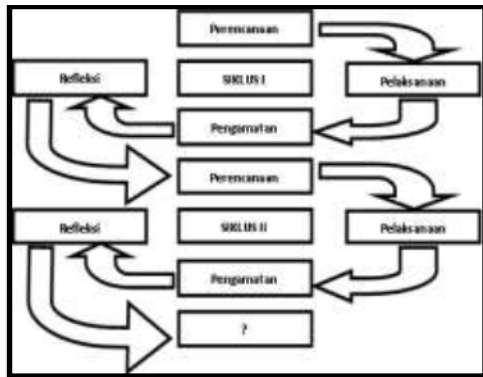 Perencanaan
Refleksi
SIKLUS I
Pelaksanaan
Pengamatan
Perencanaan
Refleksi
SIKLUS II
Pelaksanaan
Pengamatan
?